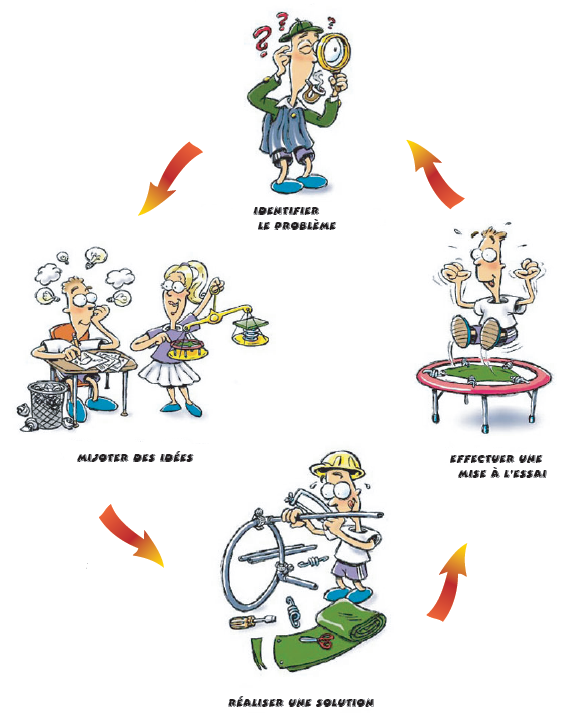 ? ? ?
IDENTIFIER
LE PROBLÈME
MIJOTER DES IDÉES
EFFECTUER UNE
MISE À L'ESSAI
RÉALISER UNE SOLUTION